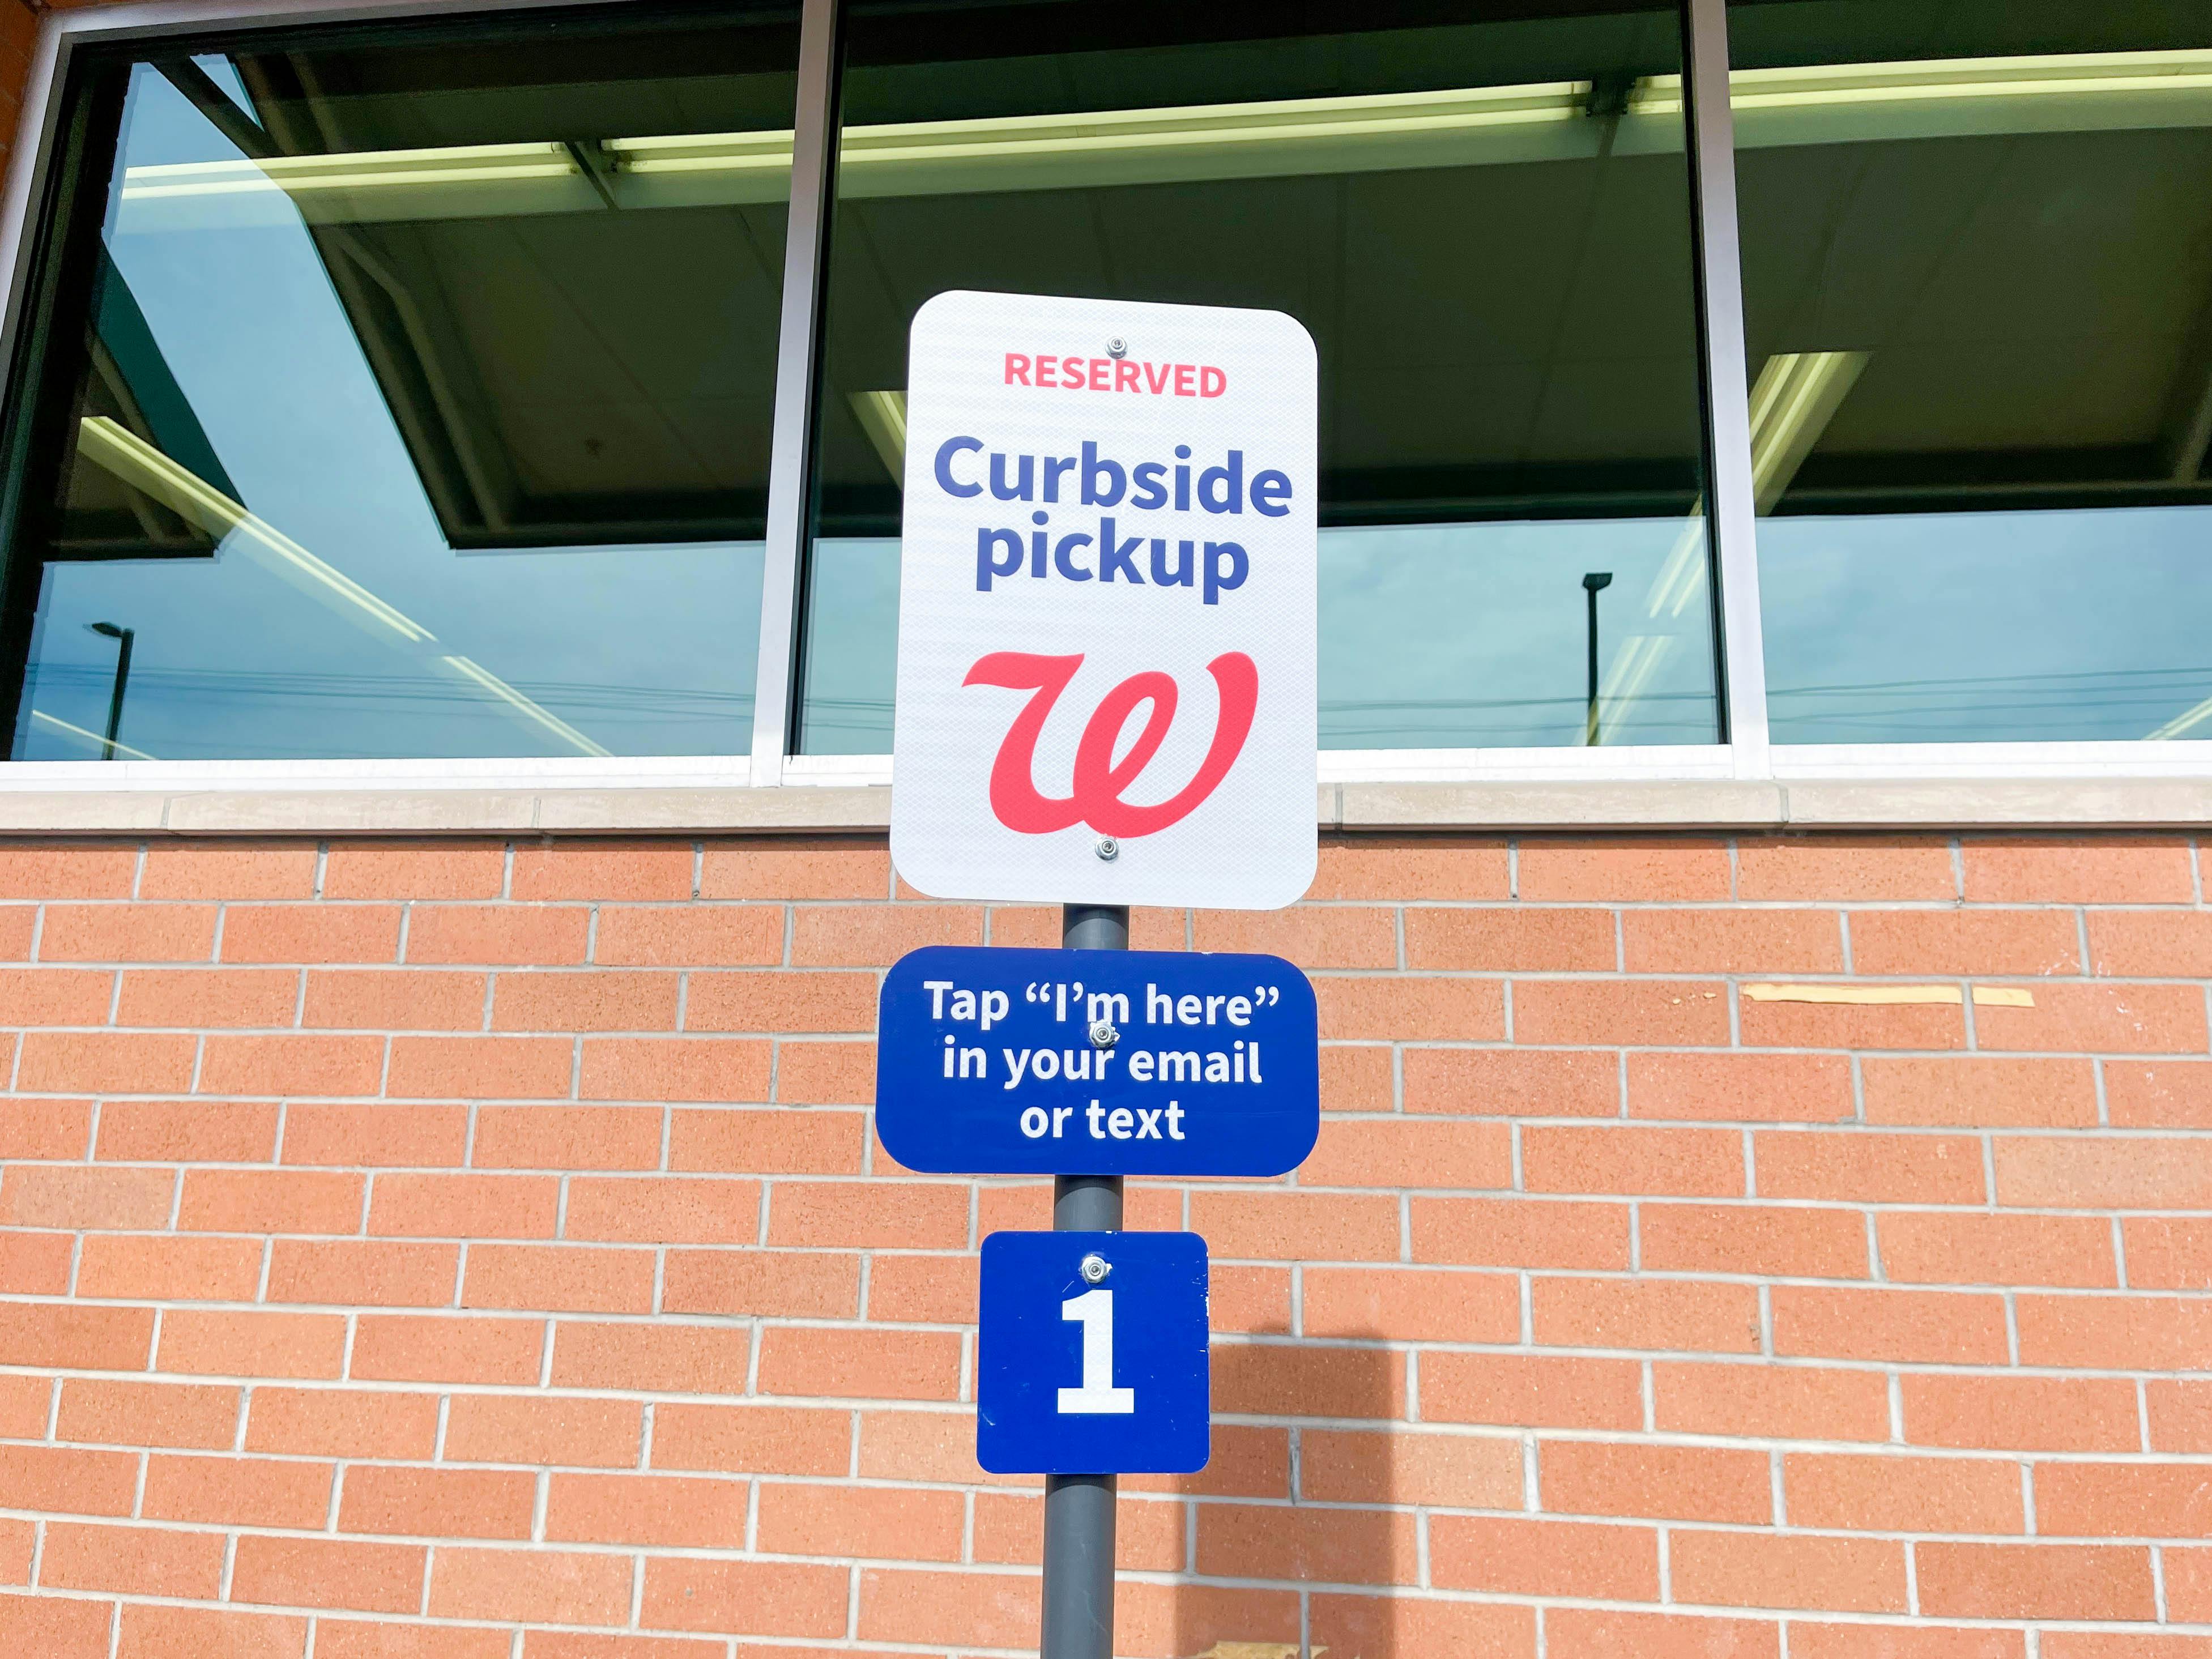 RESERVED
Curbside
pickup
W
Tap “I’m here”
in your email
or text
1